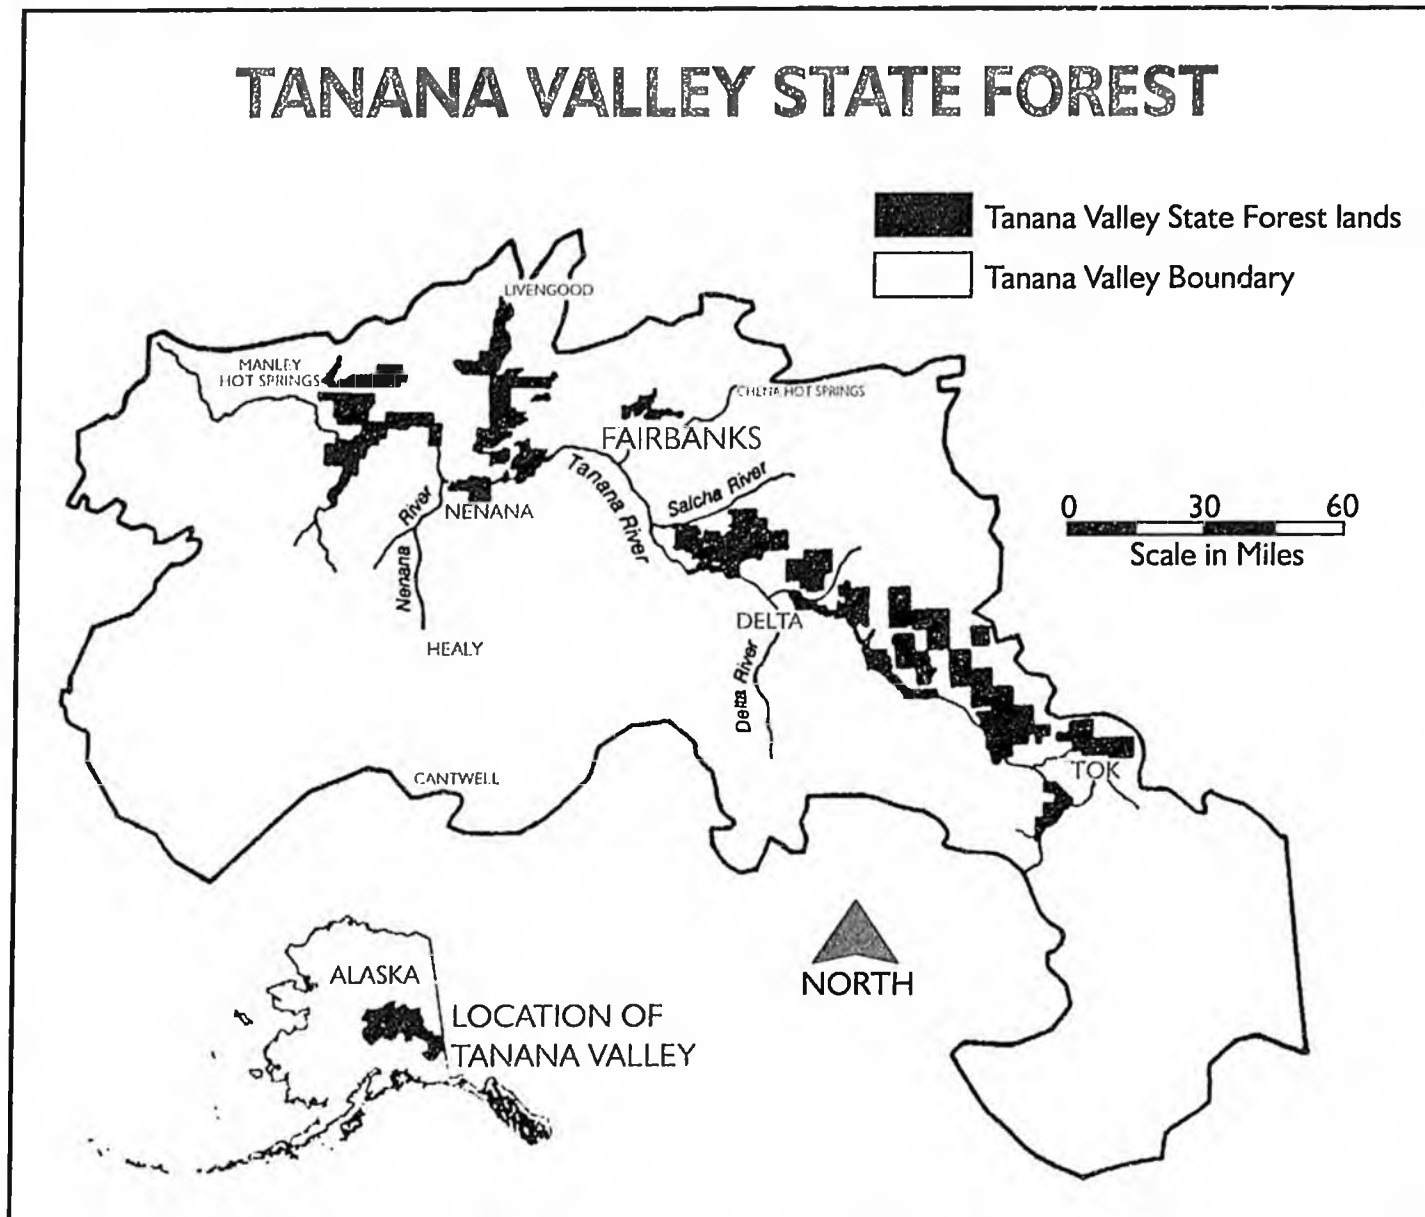 TANANA VALLEY STATE FOREST
Tanana Valley State Forest lands
Tanana Valley Boundary
LIVENGOOD
MANLEY
HOT SPRINGS
CHENA HOT SPRINGS
FAIRBANKS
Tanana River
Salcha River
NENANA
Nenana River
HEALY
0 30 60
Scale in Miles
DELTA
Delta River
TOK
CANTWELL
NORTH
ALASKA
LOCATION OF
TANANA VALLEY